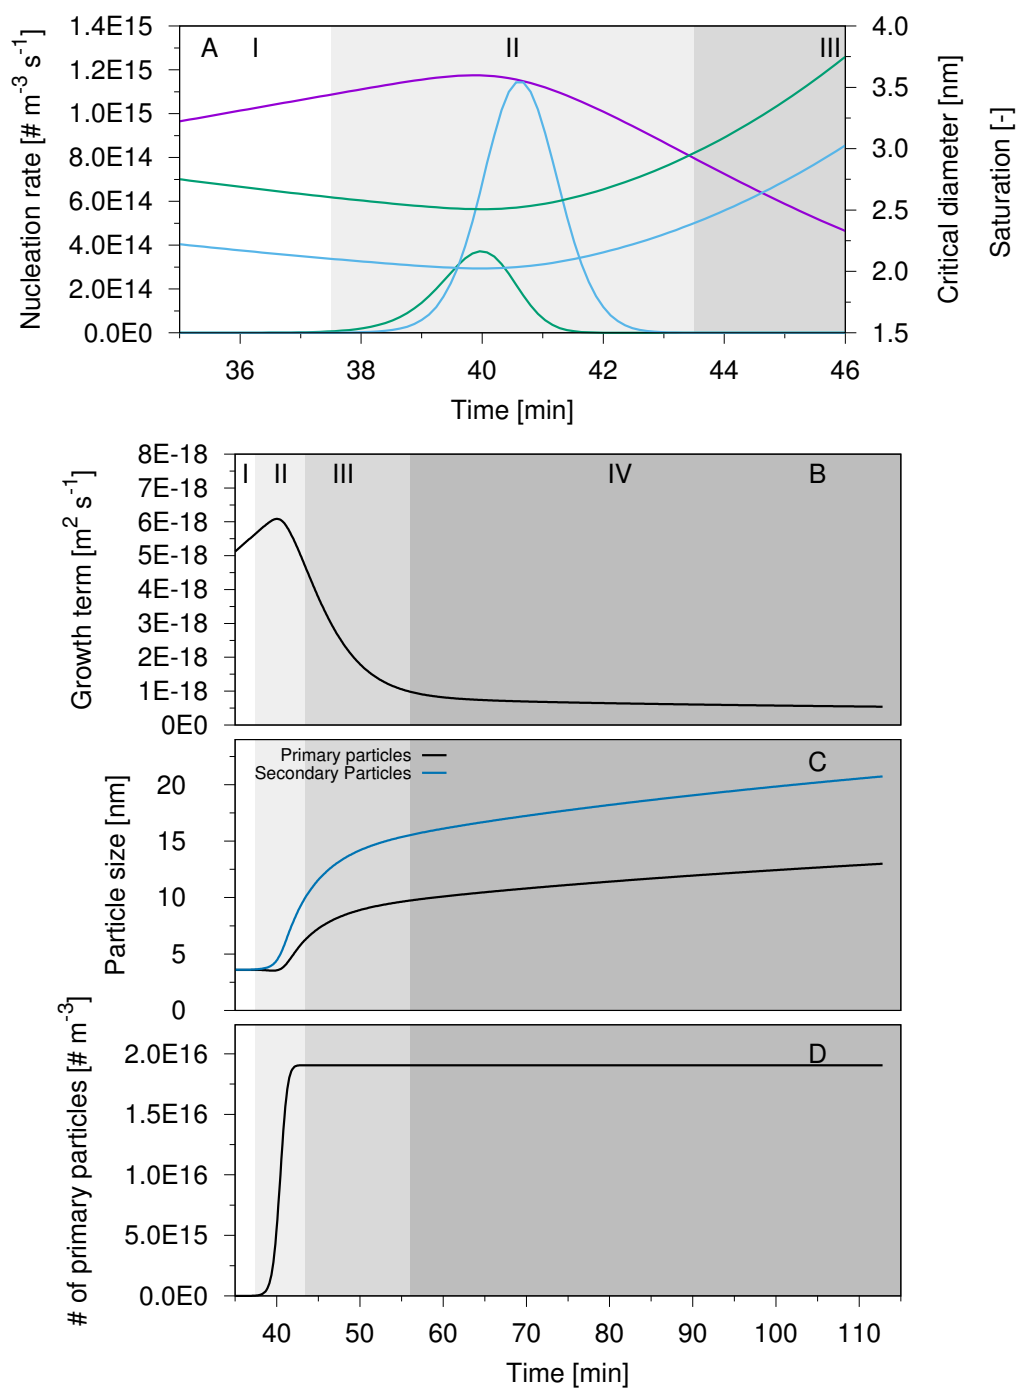 Nucleation rate [# m-3 s-1]
1.4E15
1.2E15
1.0E15
8.0E14
6.0E14
4.0E14
2.0E14
0.0E0
A
I
II
III
4.0
3.5
3.0
2.5
2.0
1.5
Critical diameter [nm]
Saturation [-]
36 38 40 42 44 46
Time [min]
Growth term [m2 s-1]
8E-18
7E-18
6E-18
5E-18
4E-18
3E-18
2E-18
1E-18
0E0
I II III IV B
Particle size [nm]
20
15
10
5
0
Primary particles
Secondary Particles
C
# of primary particles [# m-3]
2.0E16
1.5E16
1.0E16
5.0E15
0.0E0
D
40 50 60 70 80 90 100 110
Time [min]